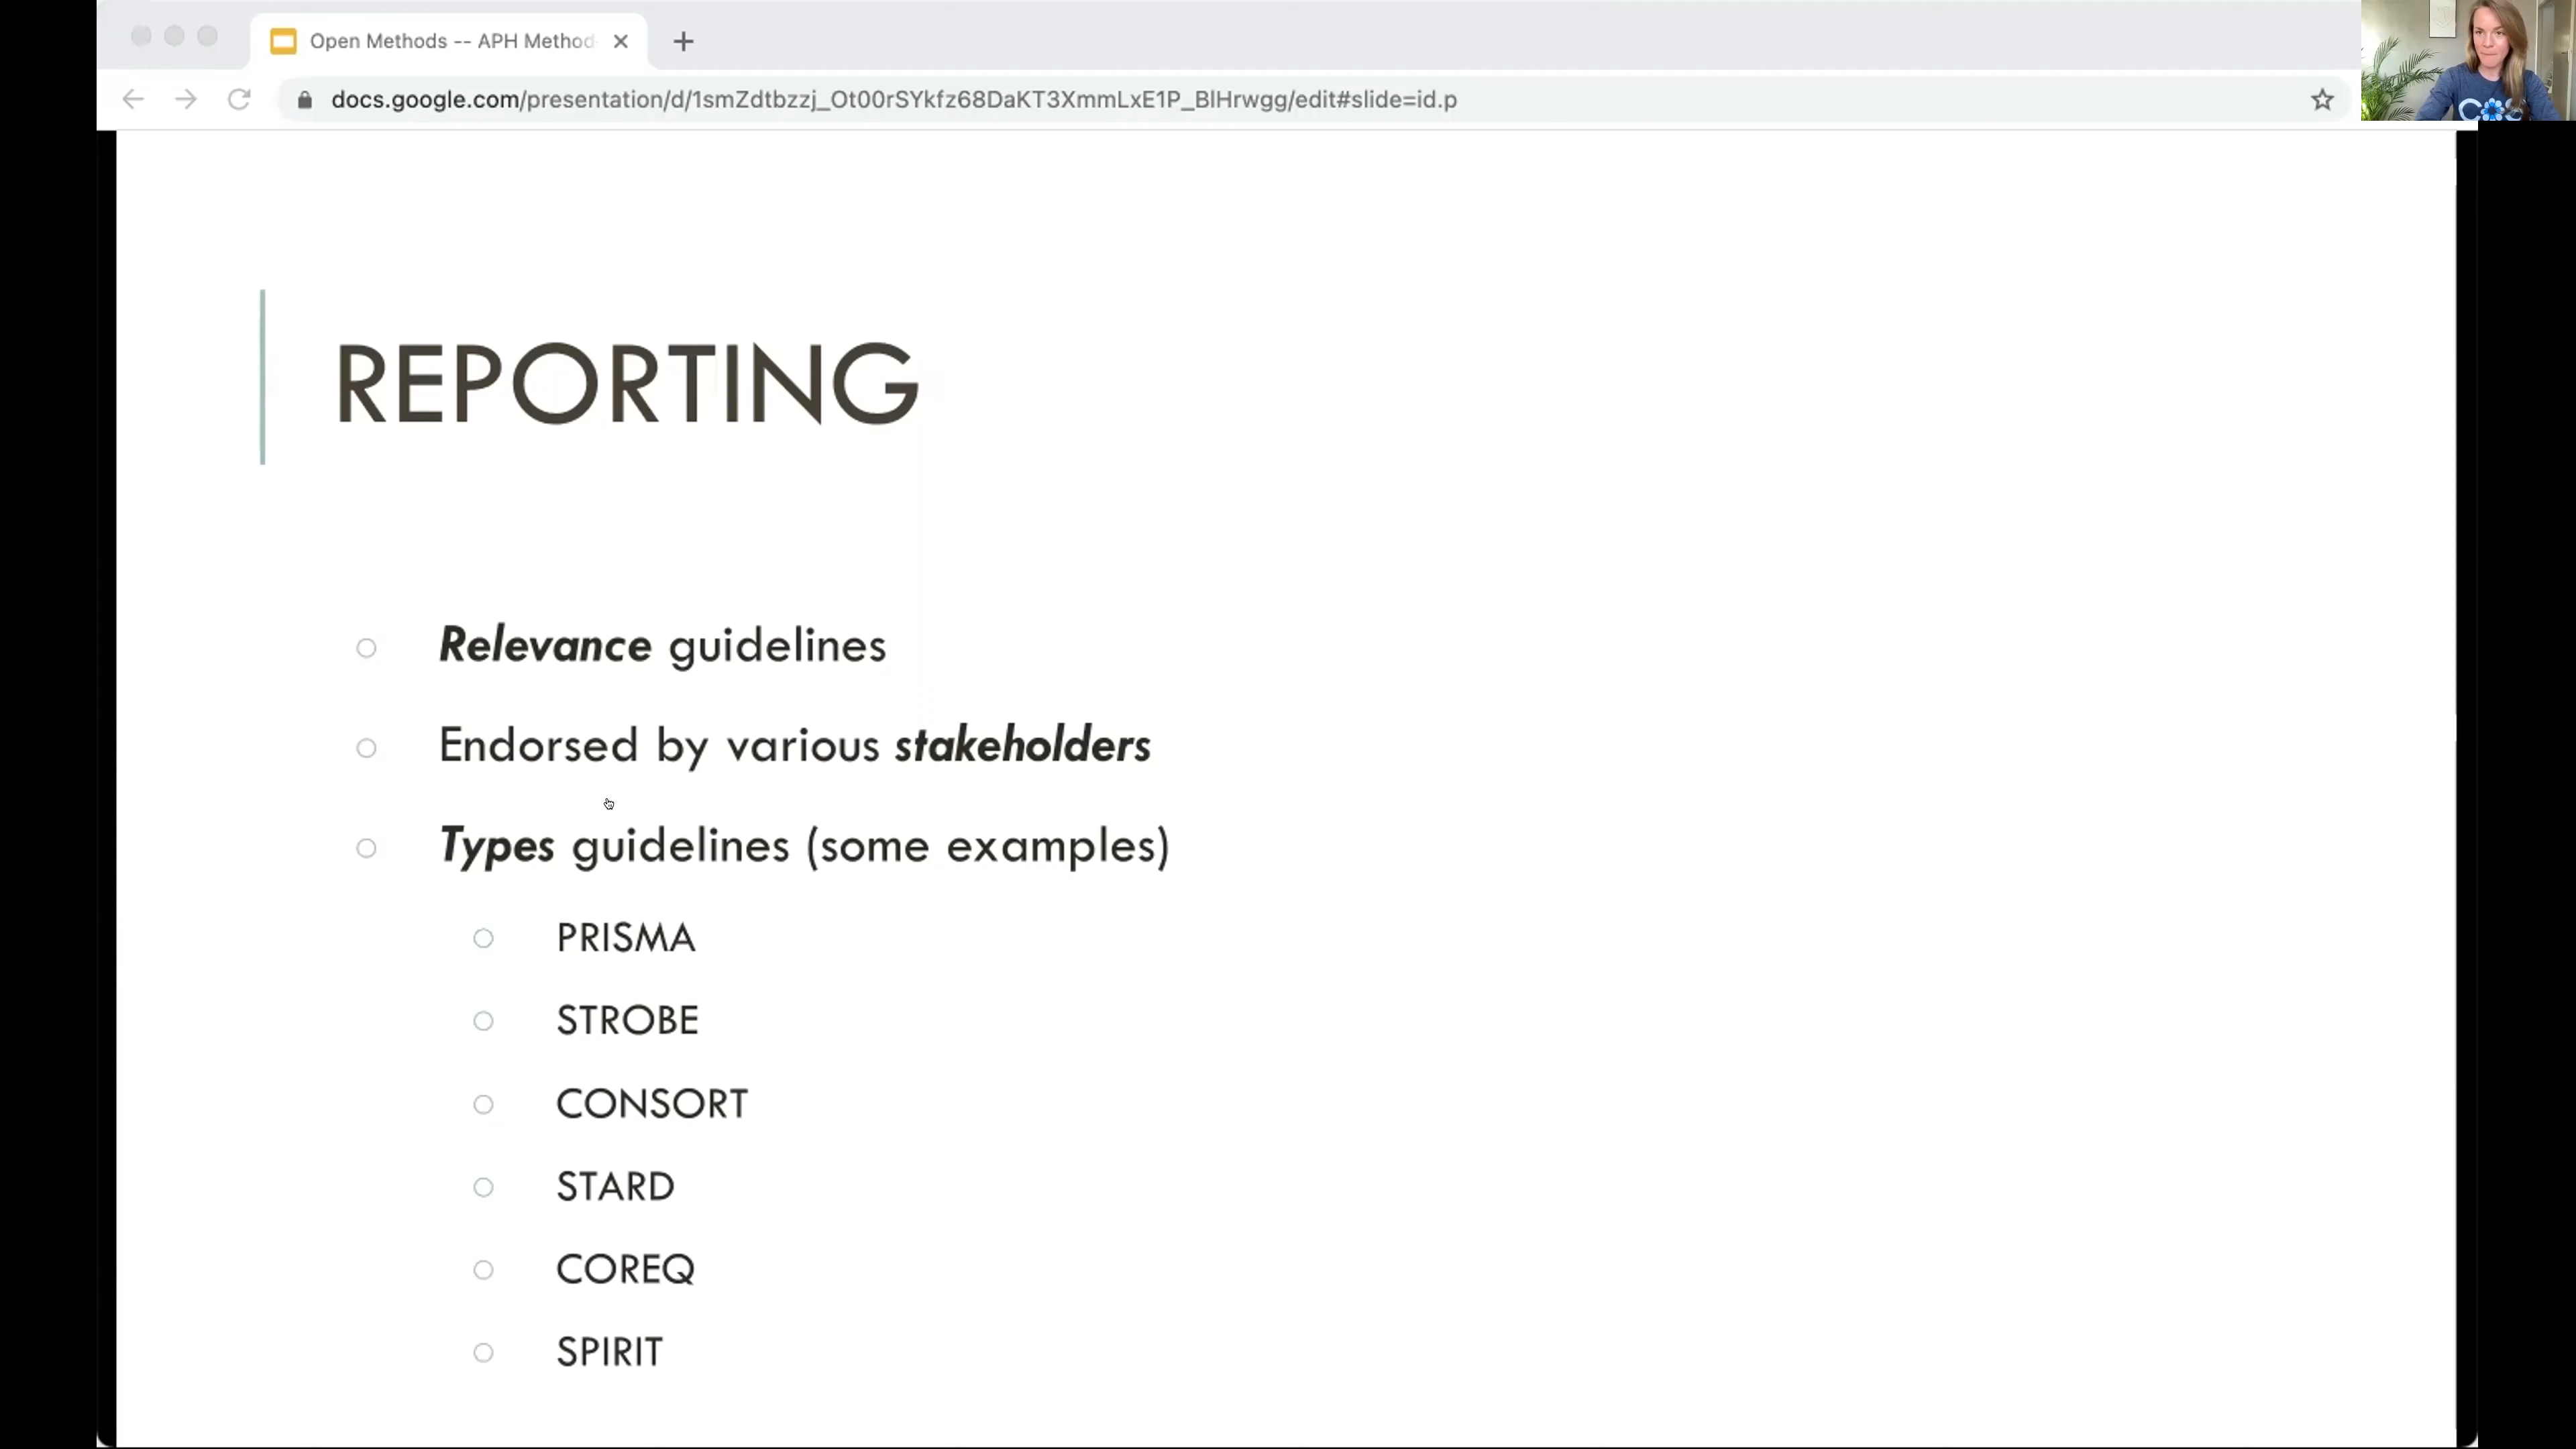 Open Methods -- APH Method
docs.google.com/presentation/d/1smZdtbzzj_Ot00rSYkfz68DaKT3XmmLxE1P_BlHrwgg/edit#slide=id.p
COS
REPORTING
Relevance guidelines
Endorsed by various stakeholders
Types guidelines (some examples)
PRISMA
STROBE
CONSORT
STARD
COREQ
SPIRIT